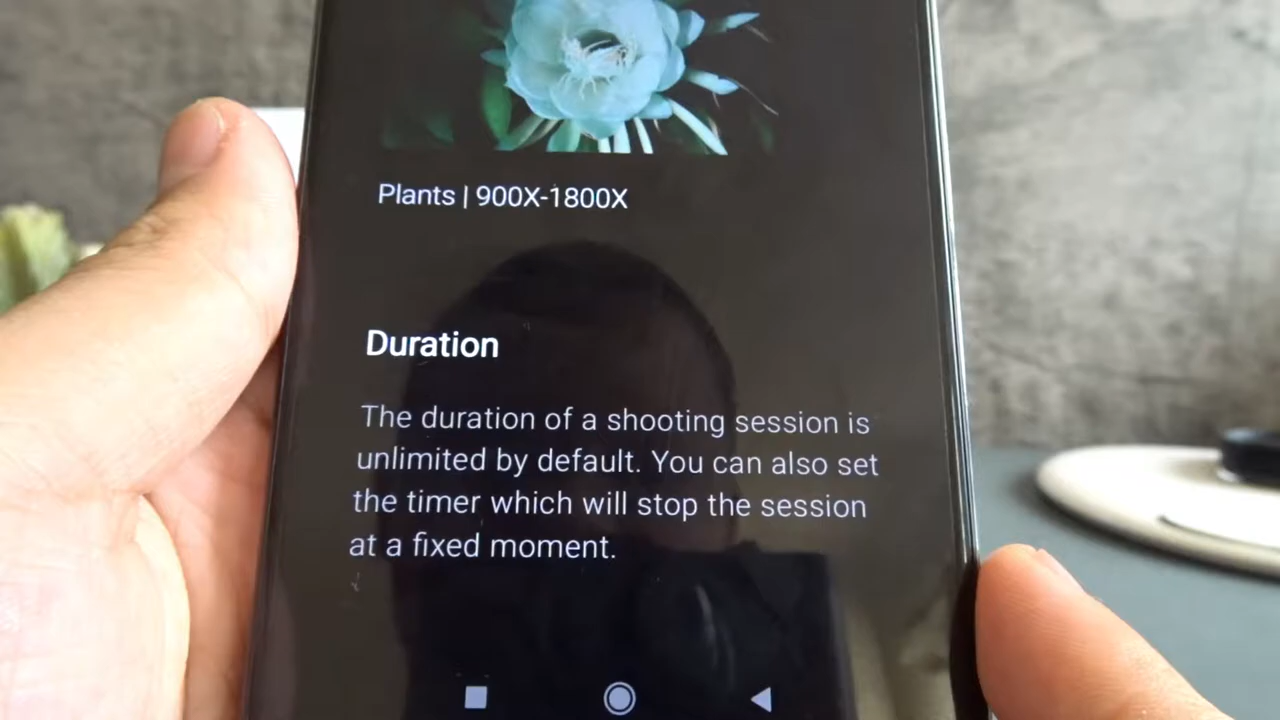 Plants | 900X-1800X
Duration
The duration of a shooting session is
unlimited by default. You can also set
the timer which will stop the session
at a fixed moment.